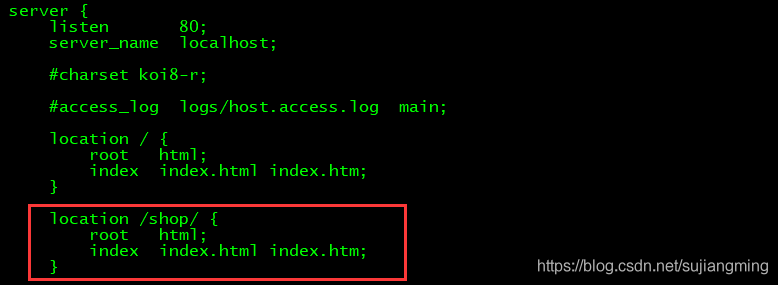 server {
    listen       80;
    server_name  localhost;
    #charset koi8-r;
    #access_log  logs/host.access.log  main;
    location / {
        root   html;
        index  index.html index.htm;
    }
    location /shop/ {
        root   html;
        index  index.html index.htm;
    }
https://blog.csdn.net/sujiangming